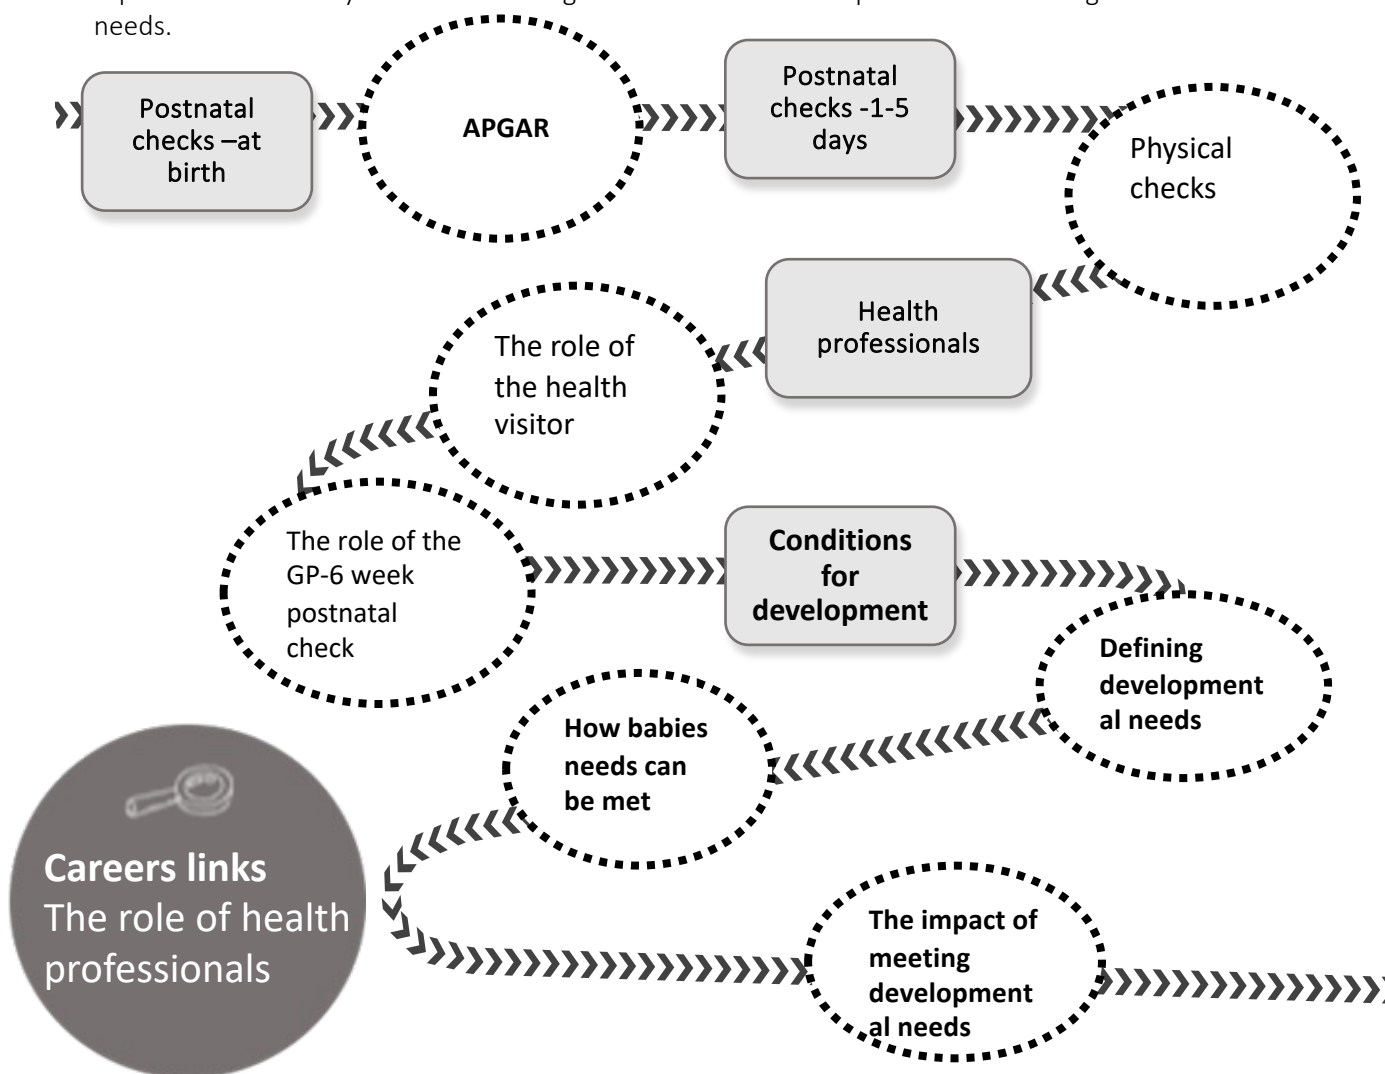 needs.
Postnatal
checks –at
birth
APGAR
Postnatal
checks -1-5
days
Physical
checks
Health
professionals
The role of
the health
visitor
The role of the
GP-6 week
postnatal
check
Conditions
for
development
Defining
development
al needs
How babies
needs can
be met
Careers links
The role of health
professionals
The impact of
meeting
development
al needs